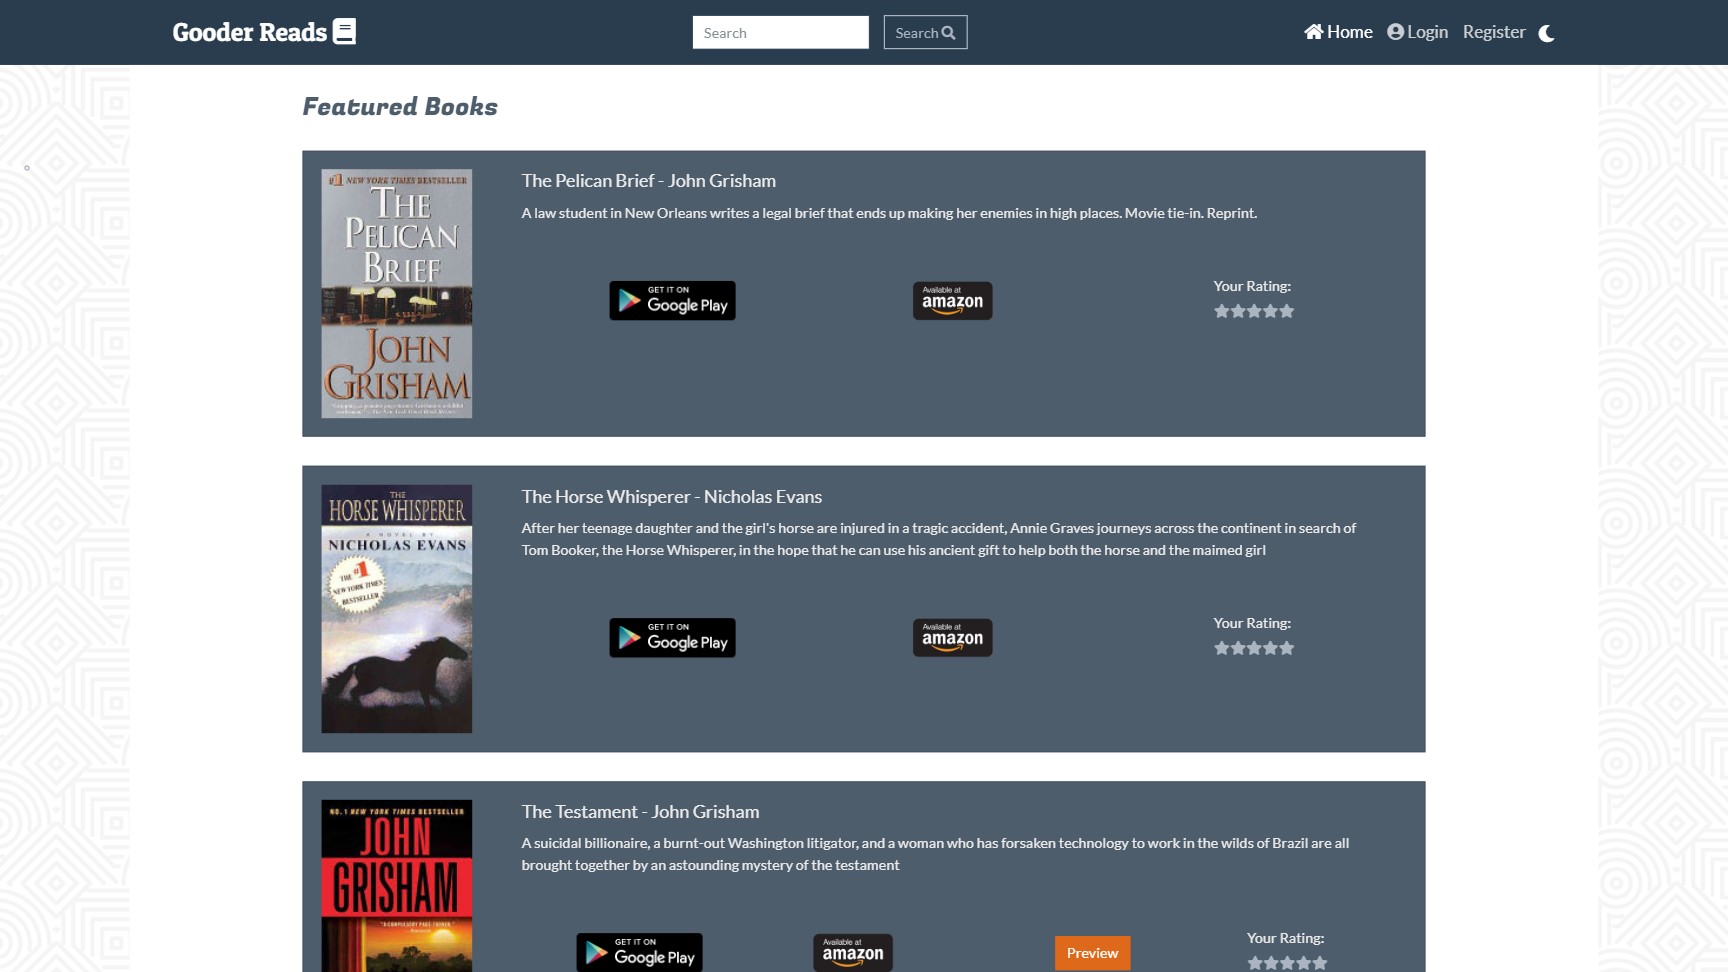 Gooder Reads
Search
Search
Home
Login
Register
Featured Books
#1 NEW YORK TIMES BESTSELLER
THE
PELICAN
BRIEF
JOHN
GRISHAM
The Pelican Brief - John Grisham
A law student in New Orleans writes a legal brief that ends up making her enemies in high places. Movie tie-in. Reprint.
GET IT ON
Google Play
Available at
amazon
Your Rating:
THE
HORSE WHISPERER
A NOVEL BY
NICHOLAS EVANS
THE #1
NEW YORK TIMES
BESTSELLER
The Horse Whisperer - Nicholas Evans
After her teenage daughter and the girl's horse are injured in a tragic accident, Annie Graves journeys across the continent in search of
Tom Booker, the Horse Whisperer, in the hope that he can use his ancient gift to help both the horse and the maimed girl
GET IT ON
Google Play
Available at
amazon
Your Rating:
NO. 1 NEW YORK TIMES BESTSELLER
JOHN
GRISHAM
The Testament - John Grisham
A suicidal billionaire, a burnt-out Washington litigator, and a woman who has forsaken technology to work in the wilds of Brazil are all
brought together by an astounding mystery of the testament
GET IT ON
Google Play
Available at
amazon
Preview
Your Rating: